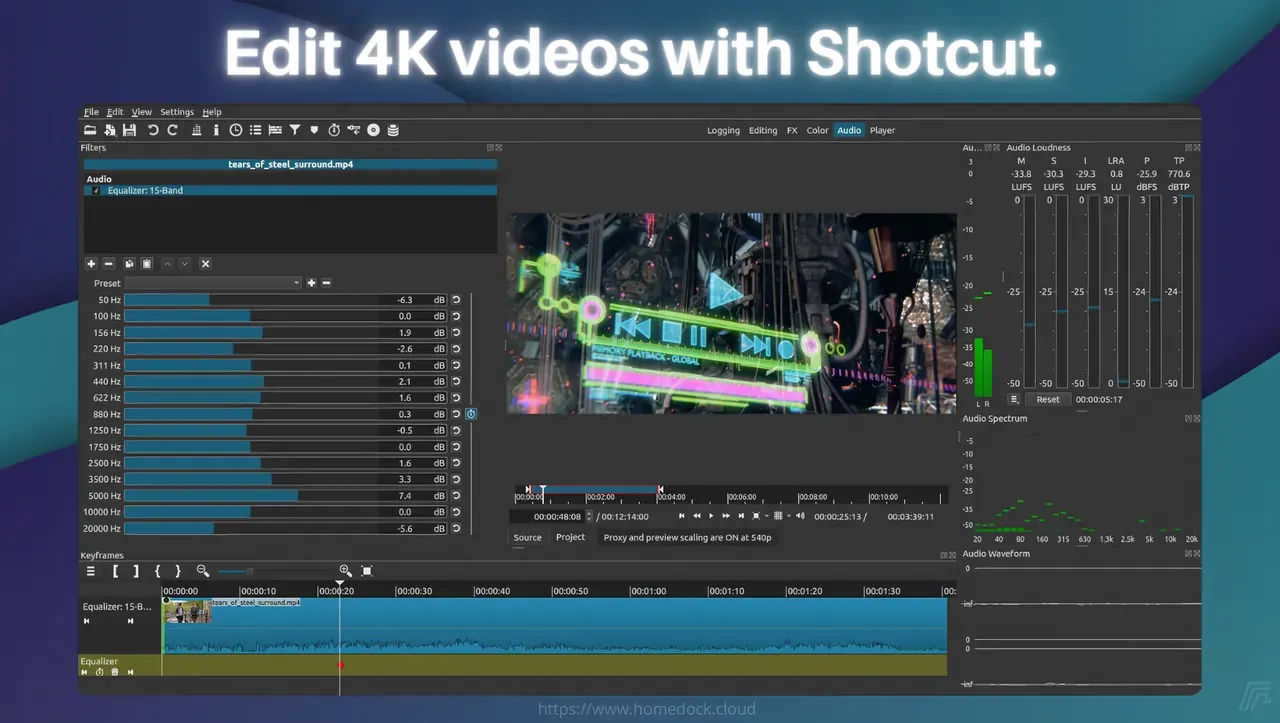 Edit 4K videos with Shotcut.
File Edit View Settings Help
Logging Editing FX Color Audio Player
Filters
tears_of_steel_surround.mp4
Audio
Equalizer: 15-Band
Preset
50 Hz -6.3 dB
100 Hz 0.0 dB
156 Hz 1.9 dB
220 Hz -2.6 dB
311 Hz 0.1 dB
440 Hz 2.1 dB
622 Hz 1.6 dB
880 Hz 0.3 dB
1250 Hz -0.5 dB
1750 Hz 0.0 dB
2500 Hz 1.6 dB
3500 Hz 3.3 dB
5000 Hz 7.4 dB
10000 Hz 0.0 dB
20000 Hz -5.6 dB
MEMORY PLAYBACK - GLOBAL
00:00:00 00:02:00 00:04:00 00:06:00 00:08:00 00:10:00
00:00:48:08 / 00:12:14:00 00:00:25:13 / 00:03:39:11
Source Project Proxy and preview scaling are ON at 540p
Au...
3
0
-5
-10
-15
-20
-25
-30
-35
-40
-50
L R
Audio Loudness
M S I LRA P TP
-33.8 -30.3 -29.3 0.8 -25.9 770.6
LUFS LUFS LUFS LU dBFS dBTP
0 0 0 30 3 3
-25 -25 -25 15 -24 -24
-50 -50 -50 0 -50 -50
Reset 00:00:05:17
Audio Spectrum
-5
-10
-15
-20
-25
-35
-50
20 40 80 160 315 630 1.3k 2.5k 5k 10k 20k
Audio Waveform
0
-inf
0
0
-inf
Keyframes
00:00:00 00:00:10 00:00:20 00:00:30 00:00:40 00:00:50 00:01:00 00:01:10 00:01:20 00:01:30 00:
Equalizer: 15-B...
tears_of_steel_surround.mp4
Equalizer
https://www.homedock.cloud